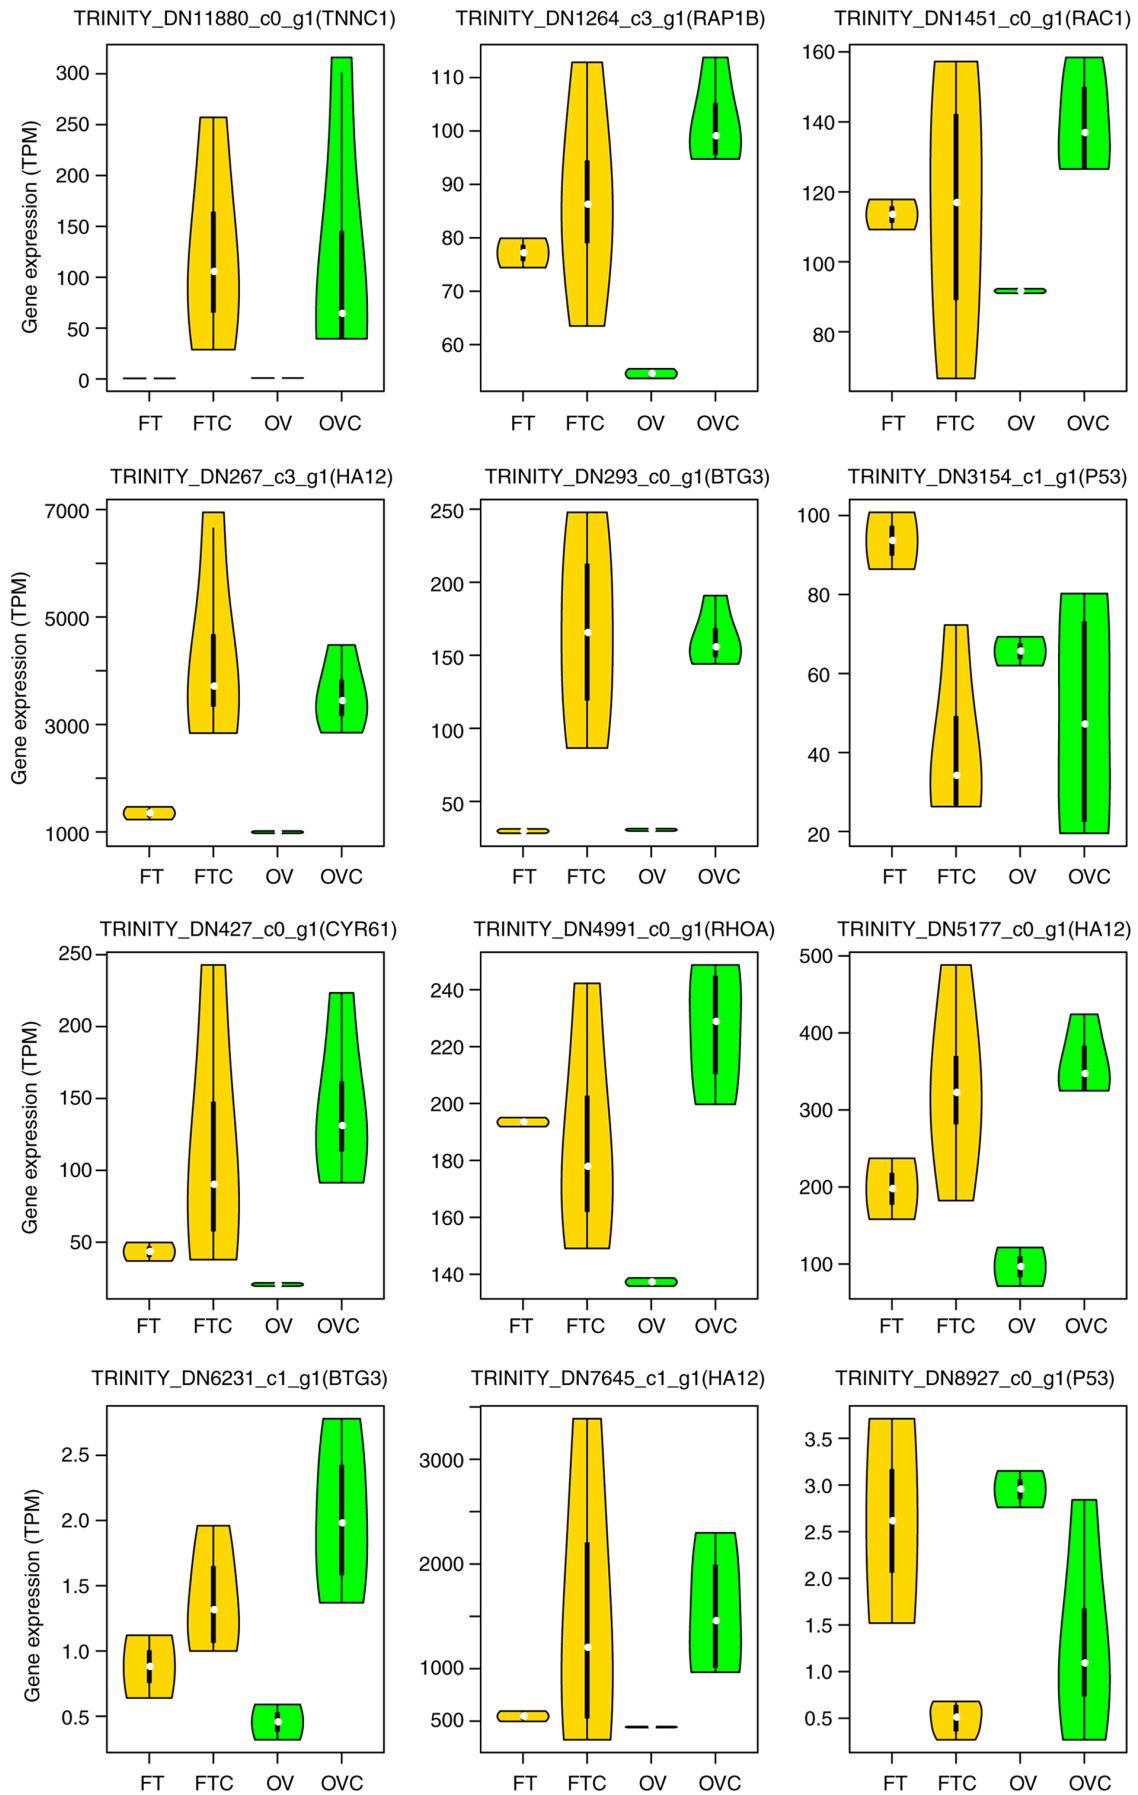 TRINITY_DN11880_c0_g1(TNNC1)
TRINITY_DN1264_c3_g1(RAP1B)
TRINITY_DN1451_c0_g1(RAC1)
Gene expression (TPM)
300
250
200
150
100
50
0
FT FTC OV OVC
110
100
90
80
70
60
FT FTC OV OVC
160
140
120
100
80
FT FTC OV OVC
TRINITY_DN267_c3_g1(HA12)
TRINITY_DN293_c0_g1(BTG3)
TRINITY_DN3154_c1_g1(P53)
Gene expression (TPM)
7000
5000
3000
1000
FT FTC OV OVC
250
200
150
100
50
FT FTC OV OVC
100
80
60
40
20
FT FTC OV OVC
TRINITY_DN427_c0_g1(CYR61)
TRINITY_DN4991_c0_g1(RHOA)
TRINITY_DN5177_c0_g1(HA12)
Gene expression (TPM)
250
200
150
100
50
FT FTC OV OVC
240
220
200
180
160
140
FT FTC OV OVC
500
400
300
200
100
FT FTC OV OVC
TRINITY_DN6231_c1_g1(BTG3)
TRINITY_DN7645_c1_g1(HA12)
TRINITY_DN8927_c0_g1(P53)
Gene expression (TPM)
2.5
2.0
1.5
1.0
0.5
FT FTC OV OVC
3000
2000
1000
500
FT FTC OV OVC
3.5
3.0
2.5
2.0
1.5
1.0
0.5
FT FTC OV OVC